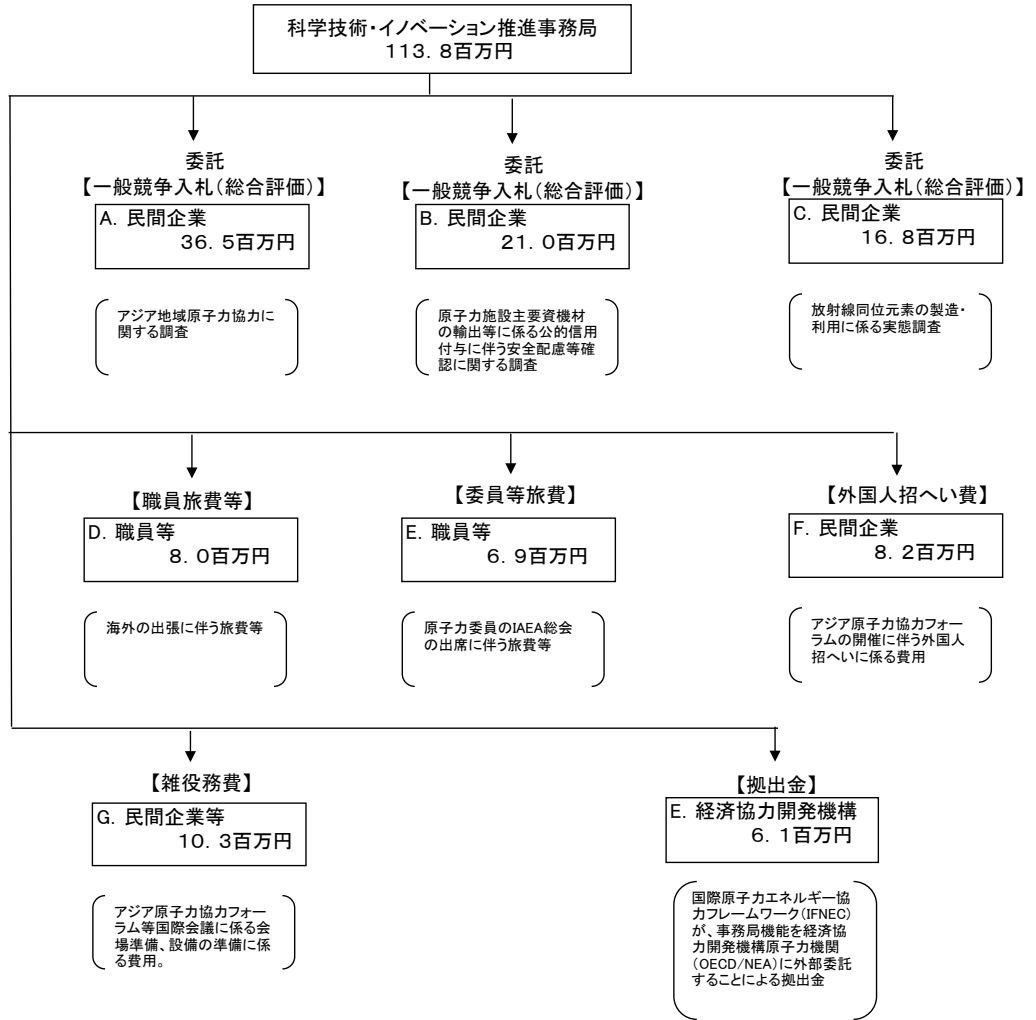 科学技術・イノベーション推進事務局
113．8百万円
委託
【一般競争入札（総合評価）】
A．民間企業
36．5百万円
アジア地域原子力協力に
関する調査
委託
【一般競争入札（総合評価）】
B．民間企業
21．0百万円
原子力施設主要資機材
の輸出等に係る公的信用
付与に伴う安全配慮等確
認に関する調査
委託
【一般競争入札（総合評価）】
C．民間企業
16．8百万円
放射線同位元素の製造・
利用に係る実態調査
【職員旅費等】
D．職員等
8．0百万円
海外の出張に伴う旅費等
【委員等旅費】
E．職員等
6．9百万円
原子力委員のIAEA総会
の出席に伴う旅費等
【外国人招へい費】
F．民間企業
8．2百万円
アジア原子力協力フォー
ラムの開催に伴う外国人
招へいに係る費用
【雑役務費】
G．民間企業等
10．3百万円
アジア原子力協力フォー
ラム等国際会議に係る会
場準備、設備の準備に係
る費用。
【拠出金】
E．経済協力開発機構
6．1百万円
国際原子力エネルギー協
力フレームワーク（IFNEC）
が、事務局機能を経済協
力開発機構原子力機関
（OECD/NEA）に外部委託
することによる拠出金